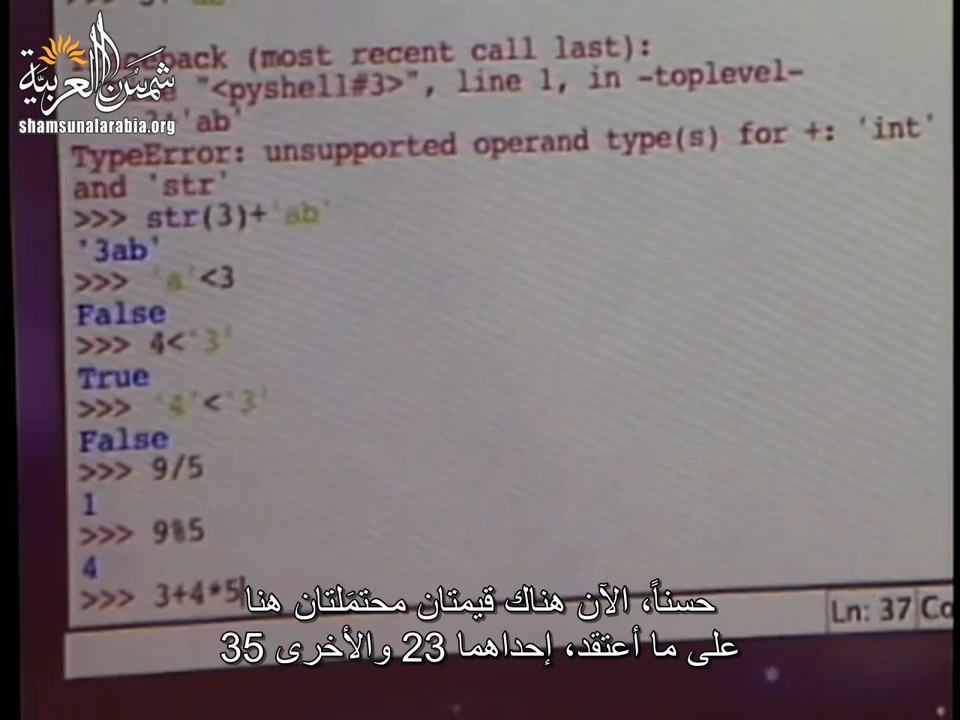 شمس العربية
shamsunalarabia.org
(most recent call last):
"<pyshell#3>", line 1, in -toplevel-
'ab'
TypeError: unsupported operand type(s) for +: 'int'
and 'str'
>>> str(3)+'ab'
'3ab'
>>> 'a'<3
False
>>> 4<'3'
True
>>> '4'<'3'
False
>>> 9/5
1
>>> 9%5
4
>>> 3+4*5
Ln: 37
حسناً، الآن هناك قيمتان محتمَلتان هنا
على ما أعتقد، إحداهما 23 والأخرى 35